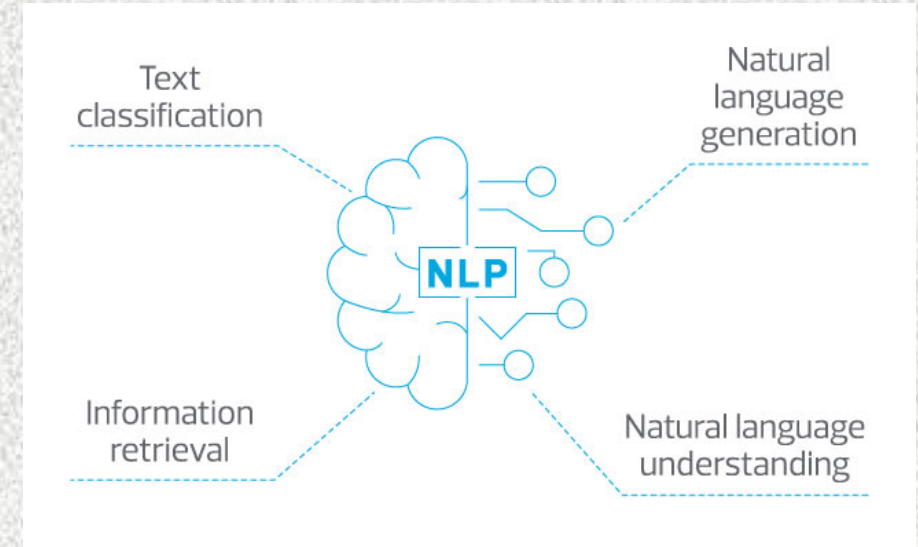 Text
classification
Natural
language
generation
NLP
Information
retrieval
Natural language
understanding